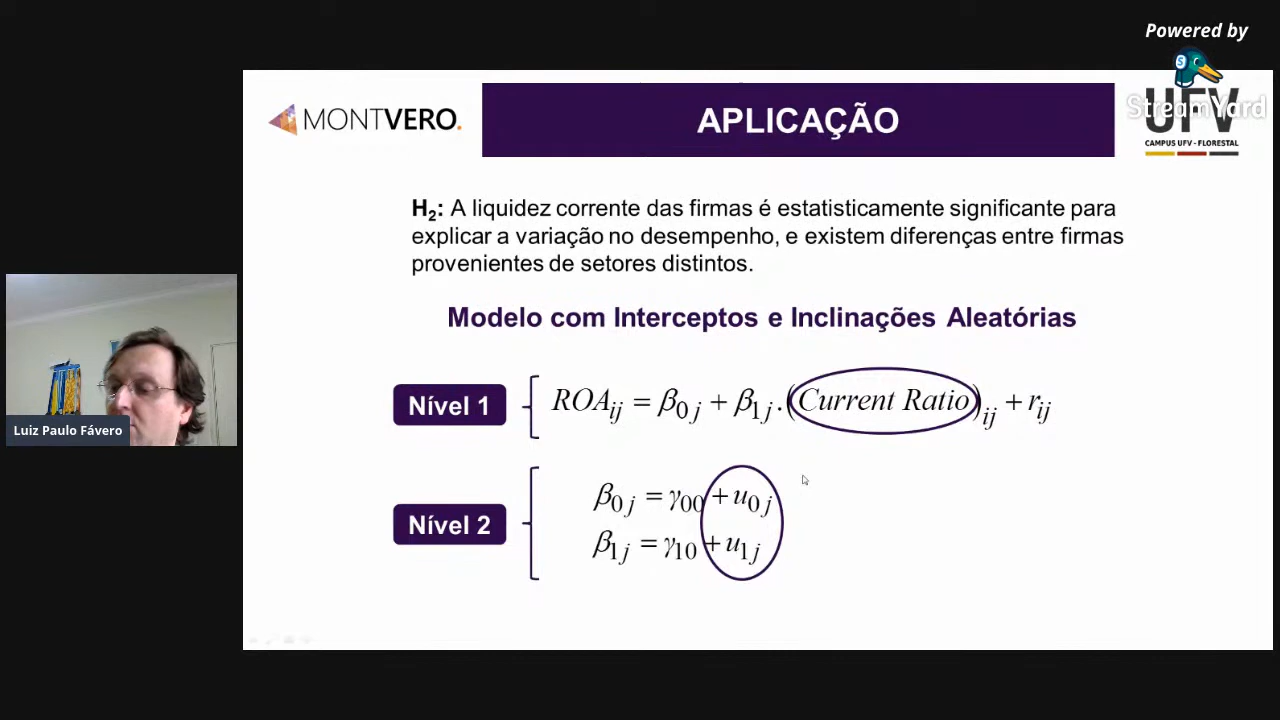 Powered by
StreamYard
MONTVERO.
APLICAÇÃO
UFV
CAMPUS UFV - FLORESTAL
H2: A liquidez corrente das firmas é estatisticamente significante para
explicar a variação no desempenho, e existem diferenças entre firmas
provenientes de setores distintos.
Modelo com Interceptos e Inclinações Aleatórias
Nível 1
ROAij = β0j + β1j.(Current Ratio)ij + rij
Nível 2
β0j = γ00 + u0j
β1j = γ10 + u1j
Luiz Paulo Fávero